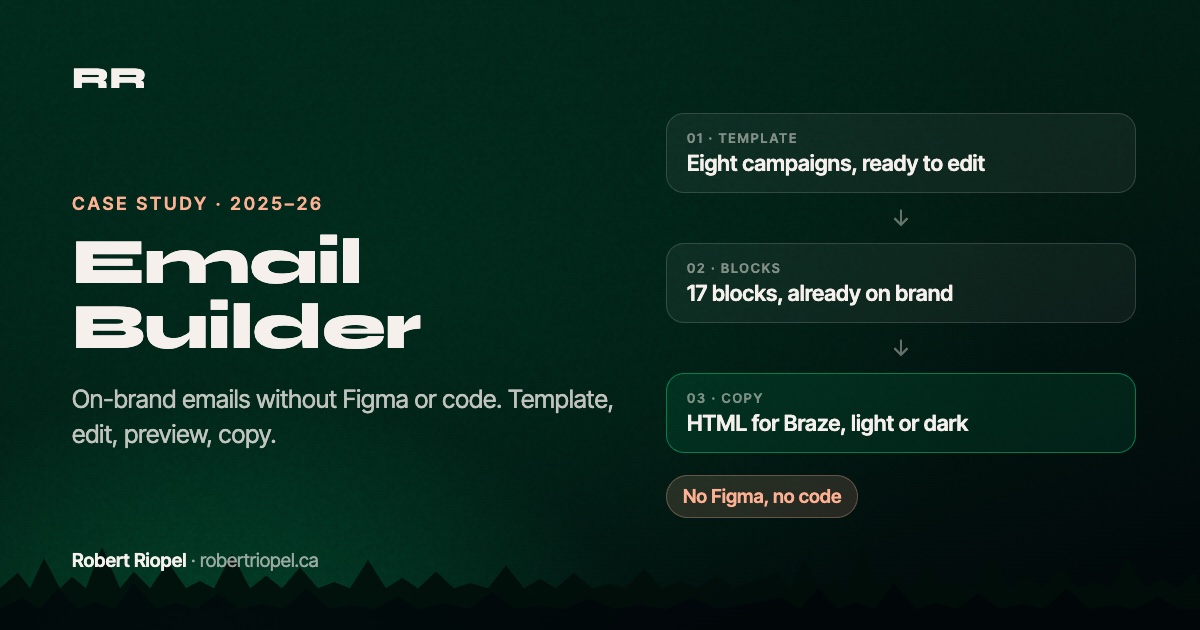 RR
CASE STUDY · 2025–26
Email
Builder
On-brand emails without Figma or code. Template,
edit, preview, copy.
Robert Riopel · robertriopel.ca
01 · TEMPLATE
Eight campaigns, ready to edit
↓
02 · BLOCKS
17 blocks, already on brand
↓
03 · COPY
HTML for Braze, light or dark
No Figma, no code